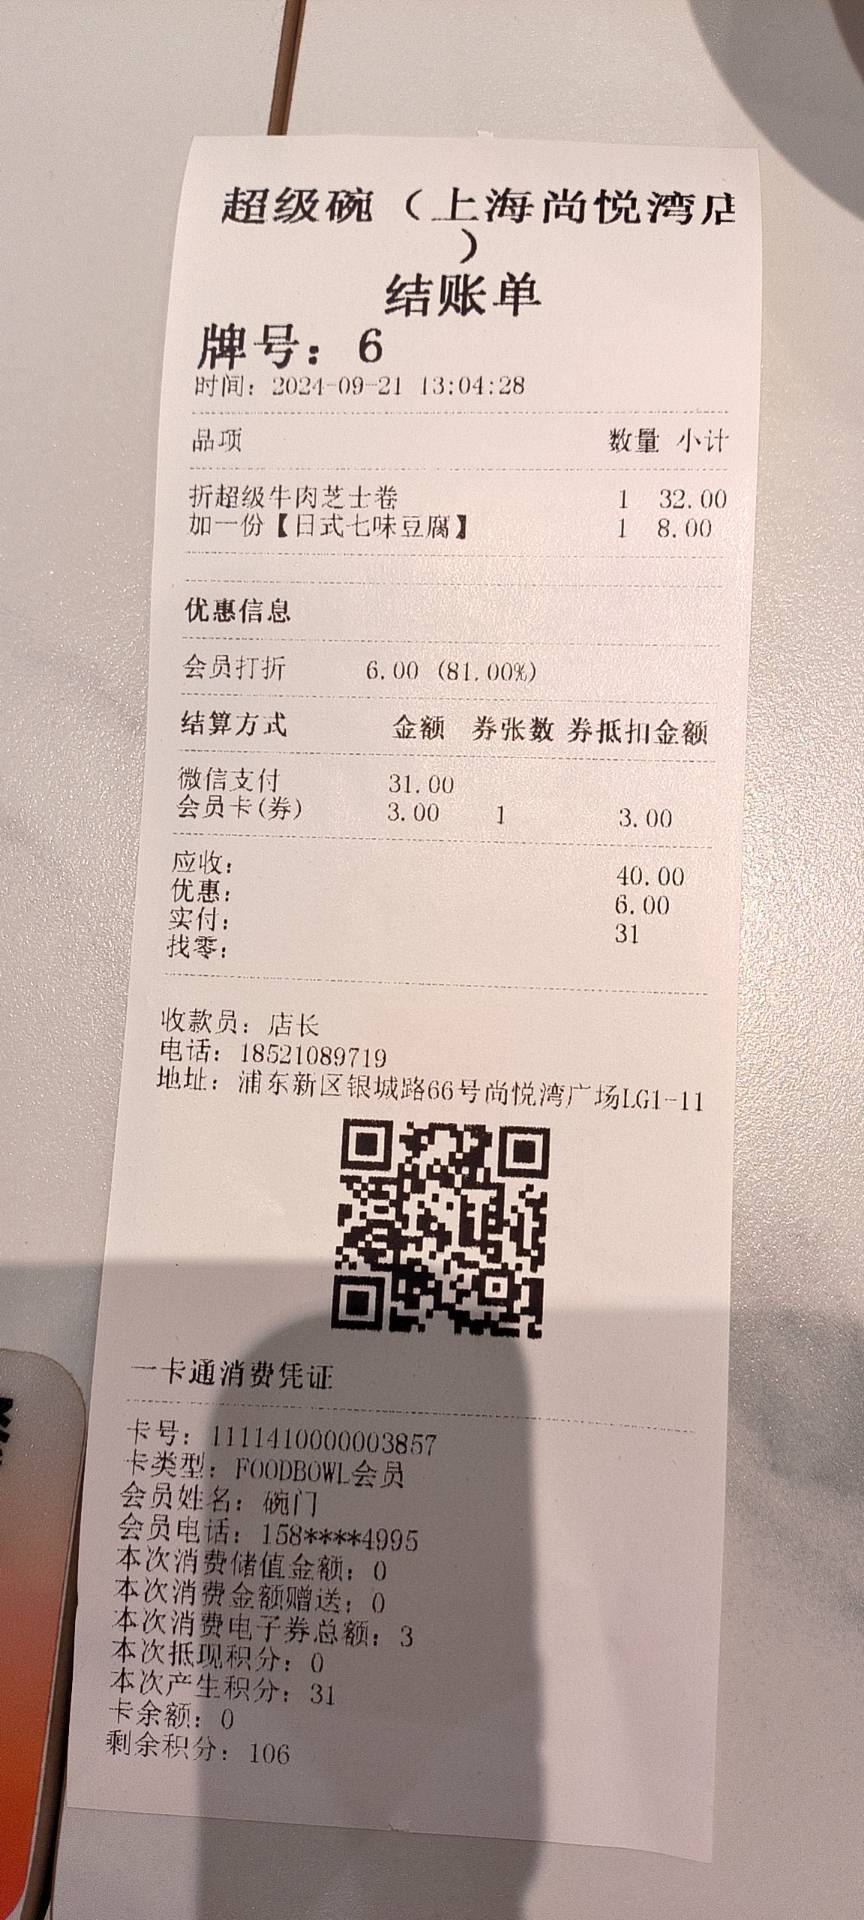 超级碗（上海尚悦湾店
）
结账单
牌号：6
时间：2024-09-21 13:04:28
品项 数量 小计
折超级牛肉芝士卷 1 32.00
加一份【日式七味豆腐】 1 8.00
优惠信息
会员打折 6.00 (81.00%)
结算方式 金额 券张数 券抵扣金额
微信支付 31.00
会员卡(券) 3.00 1 3.00
应收: 40.00
优惠: 6.00
实付: 31
找零:
收款员：店长
电话：18521089719
地址：浦东新区银城路66号尚悦湾广场LG1-11
一卡通消费凭证
卡号：1111410000003857
卡类型：FOODBOWL会员
会员姓名：碗门
会员电话：158****4995
本次消费储值金额：0
本次消费金额赠送：0
本次消费电子券总额：3
本次抵现积分：0
本次产生积分：31
卡余额：0
剩余积分：106